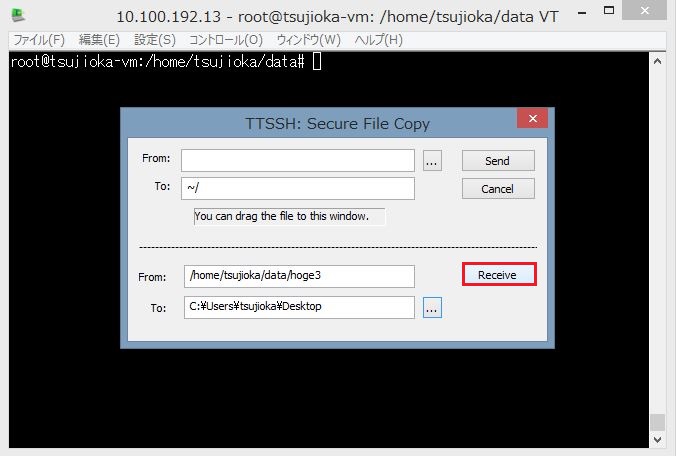 10.100.192.13 - root@tsujioka-vm: /home/tsujioka/data VT
ファイル(F) 編集(E) 設定(S) コントロール(O) ウィンドウ(W) ヘルプ(H)
root@tsujioka-vm:/home/tsujioka/data#
TTSSH: Secure File Copy
From: ... Send
To: ~/ Cancel
You can drag the file to this window.
From: /home/tsujioka/data/hoge3 Receive
To: C:¥Users¥tsujioka¥Desktop ...